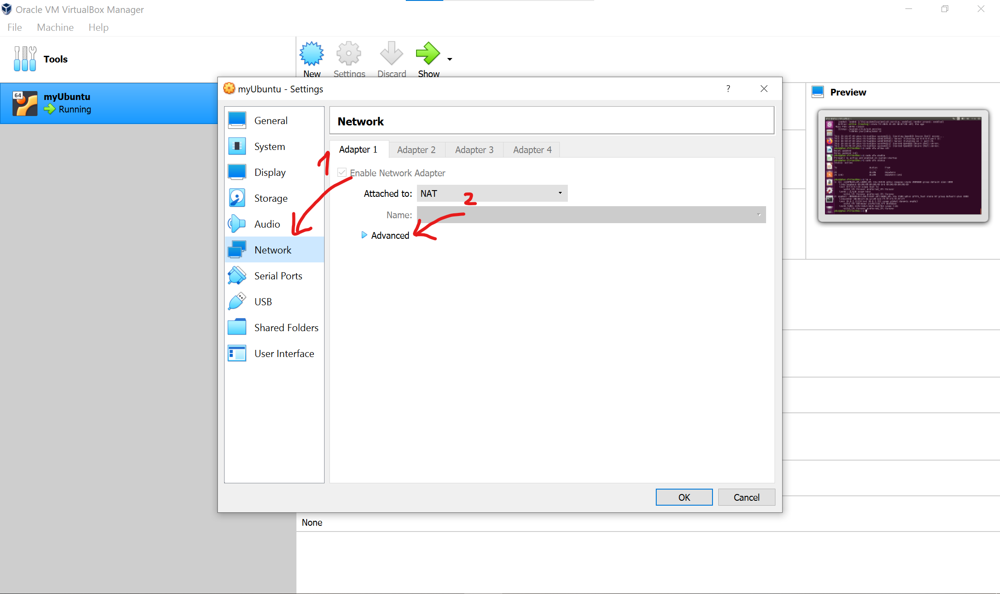 Oracle VM VirtualBox Manager
File Machine Help
Tools
New Settings Discard Show
64
myUbuntu
Running
myUbuntu - Settings
?
General
System
Display
Storage
Audio
Network
Serial Ports
USB
Shared Folders
User Interface
Network
Adapter 1 Adapter 2 Adapter 3 Adapter 4
1
Enable Network Adapter
Attached to: NAT
2
Name:
Advanced
OK Cancel
Preview
None